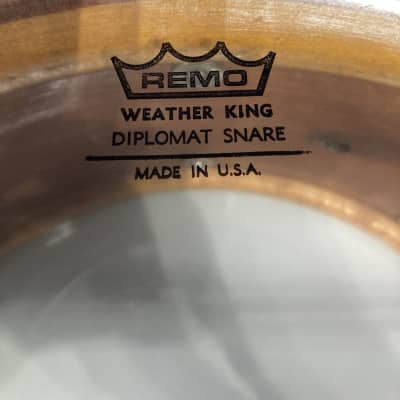 REMO
WEATHER KING
DIPLOMAT SNARE
MADE IN U.S.A.